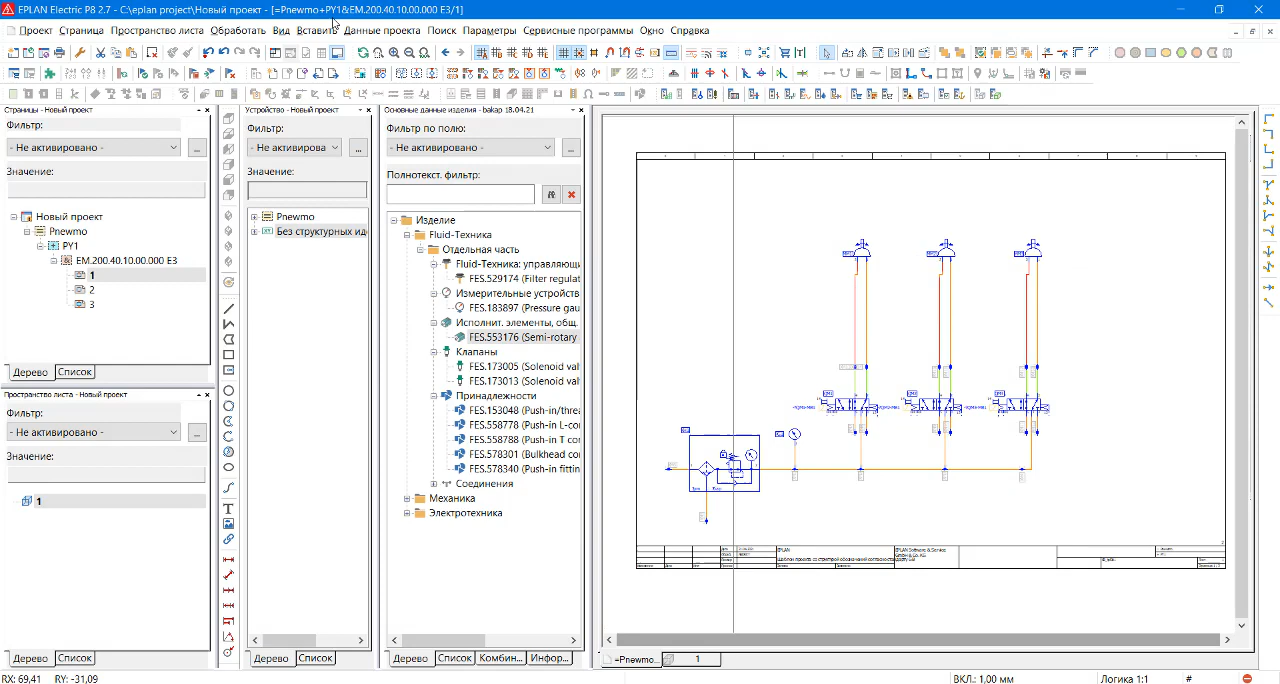 EPLAN Electric P8 2.7 - C:\eplan project\Новый проект - [=Pnewmo+PY1&EM.200.40.10.00.000 E3/1]
Проект Страница Пространство листа Обработать Вид Вставить Данные проекта Поиск Параметры Сервисные программы Окно Справка
Страницы - Новый проект
Фильтр:
- Не активировано -
...
Значение:
Новый проект
Pnewmo
PY1
EM.200.40.10.00.000 E3
1
2
3
Дерево Список
Пространство листа - Новый проект
Фильтр:
- Не активировано -
...
Значение:
1
Дерево Список
Устройство - Новый проект
Фильтр:
- Не активирова
...
Значение:
Pnewmo
Без структурных ид
Дерево Список
Основные данные изделия - bakap 18.04.21
Фильтр по полю:
- Не активировано -
...
Полнотекст. фильтр:
Изделие
Fluid-Техника
Отдельная часть
Fluid-Техника: управляющи
FES.529174 (Filter regulat
Измерительные устройств
FES.183897 (Pressure gau
Исполнит. элементы, общ.
FES.553176 (Semi-rotary
Клапаны
FES.173005 (Solenoid val
FES.173013 (Solenoid val
Принадлежности
FES.153048 (Push-in/threa
FES.558778 (Push-in L-co
FES.558788 (Push-in T co
FES.578301 (Bulkhead co
FES.578340 (Push-in fittin
Соединения
Механика
Электротехника
Дерево Список Комбин... Инфор...
EPLAN
EPLAN Software & Service
GmbH & Co. KG
=Pnewmo... 1
RX: 69,41 RY: -31,09
ВКЛ.: 1,00 мм Логика 1:1 #